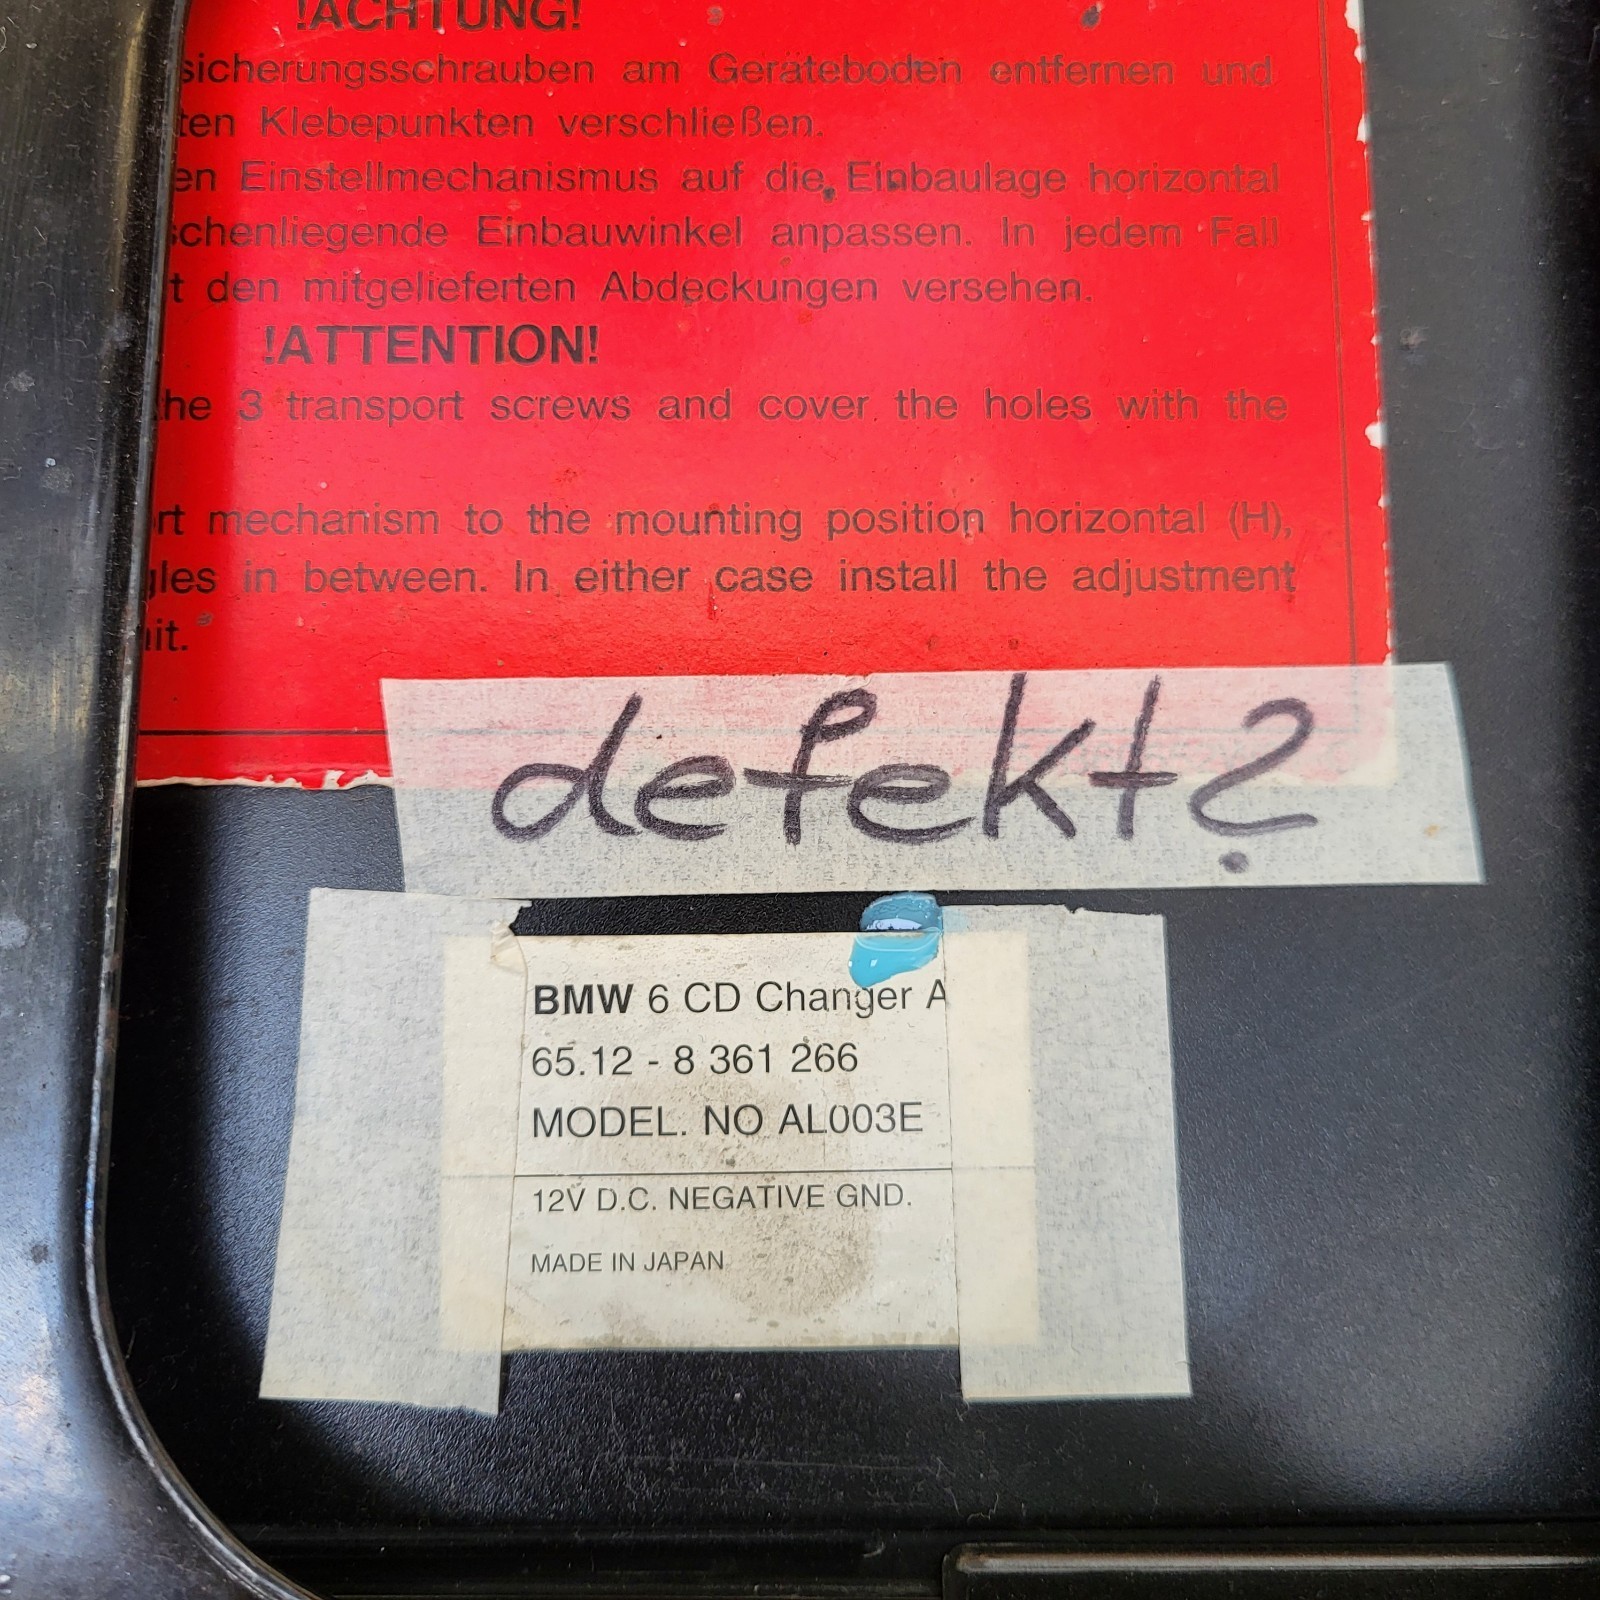 !ACHTUNG!
sicherungsschrauben am Geräteboden entfernen und
ten Klebepunkten verschließen.
en Einstellmechanismus auf die Einbaulage horizontal
schenliegende Einbauwinkel anpassen. In jedem Fall
t den mitgelieferten Abdeckungen versehen.
!ATTENTION!
the 3 transport screws and cover the holes with the
rt mechanism to the mounting position horizontal (H),
gles in between. In either case install the adjustment
nit.
defekt?
BMW 6 CD Changer A
65.12 - 8 361 266
MODEL. NO AL003E
12V D.C. NEGATIVE GND.
MADE IN JAPAN